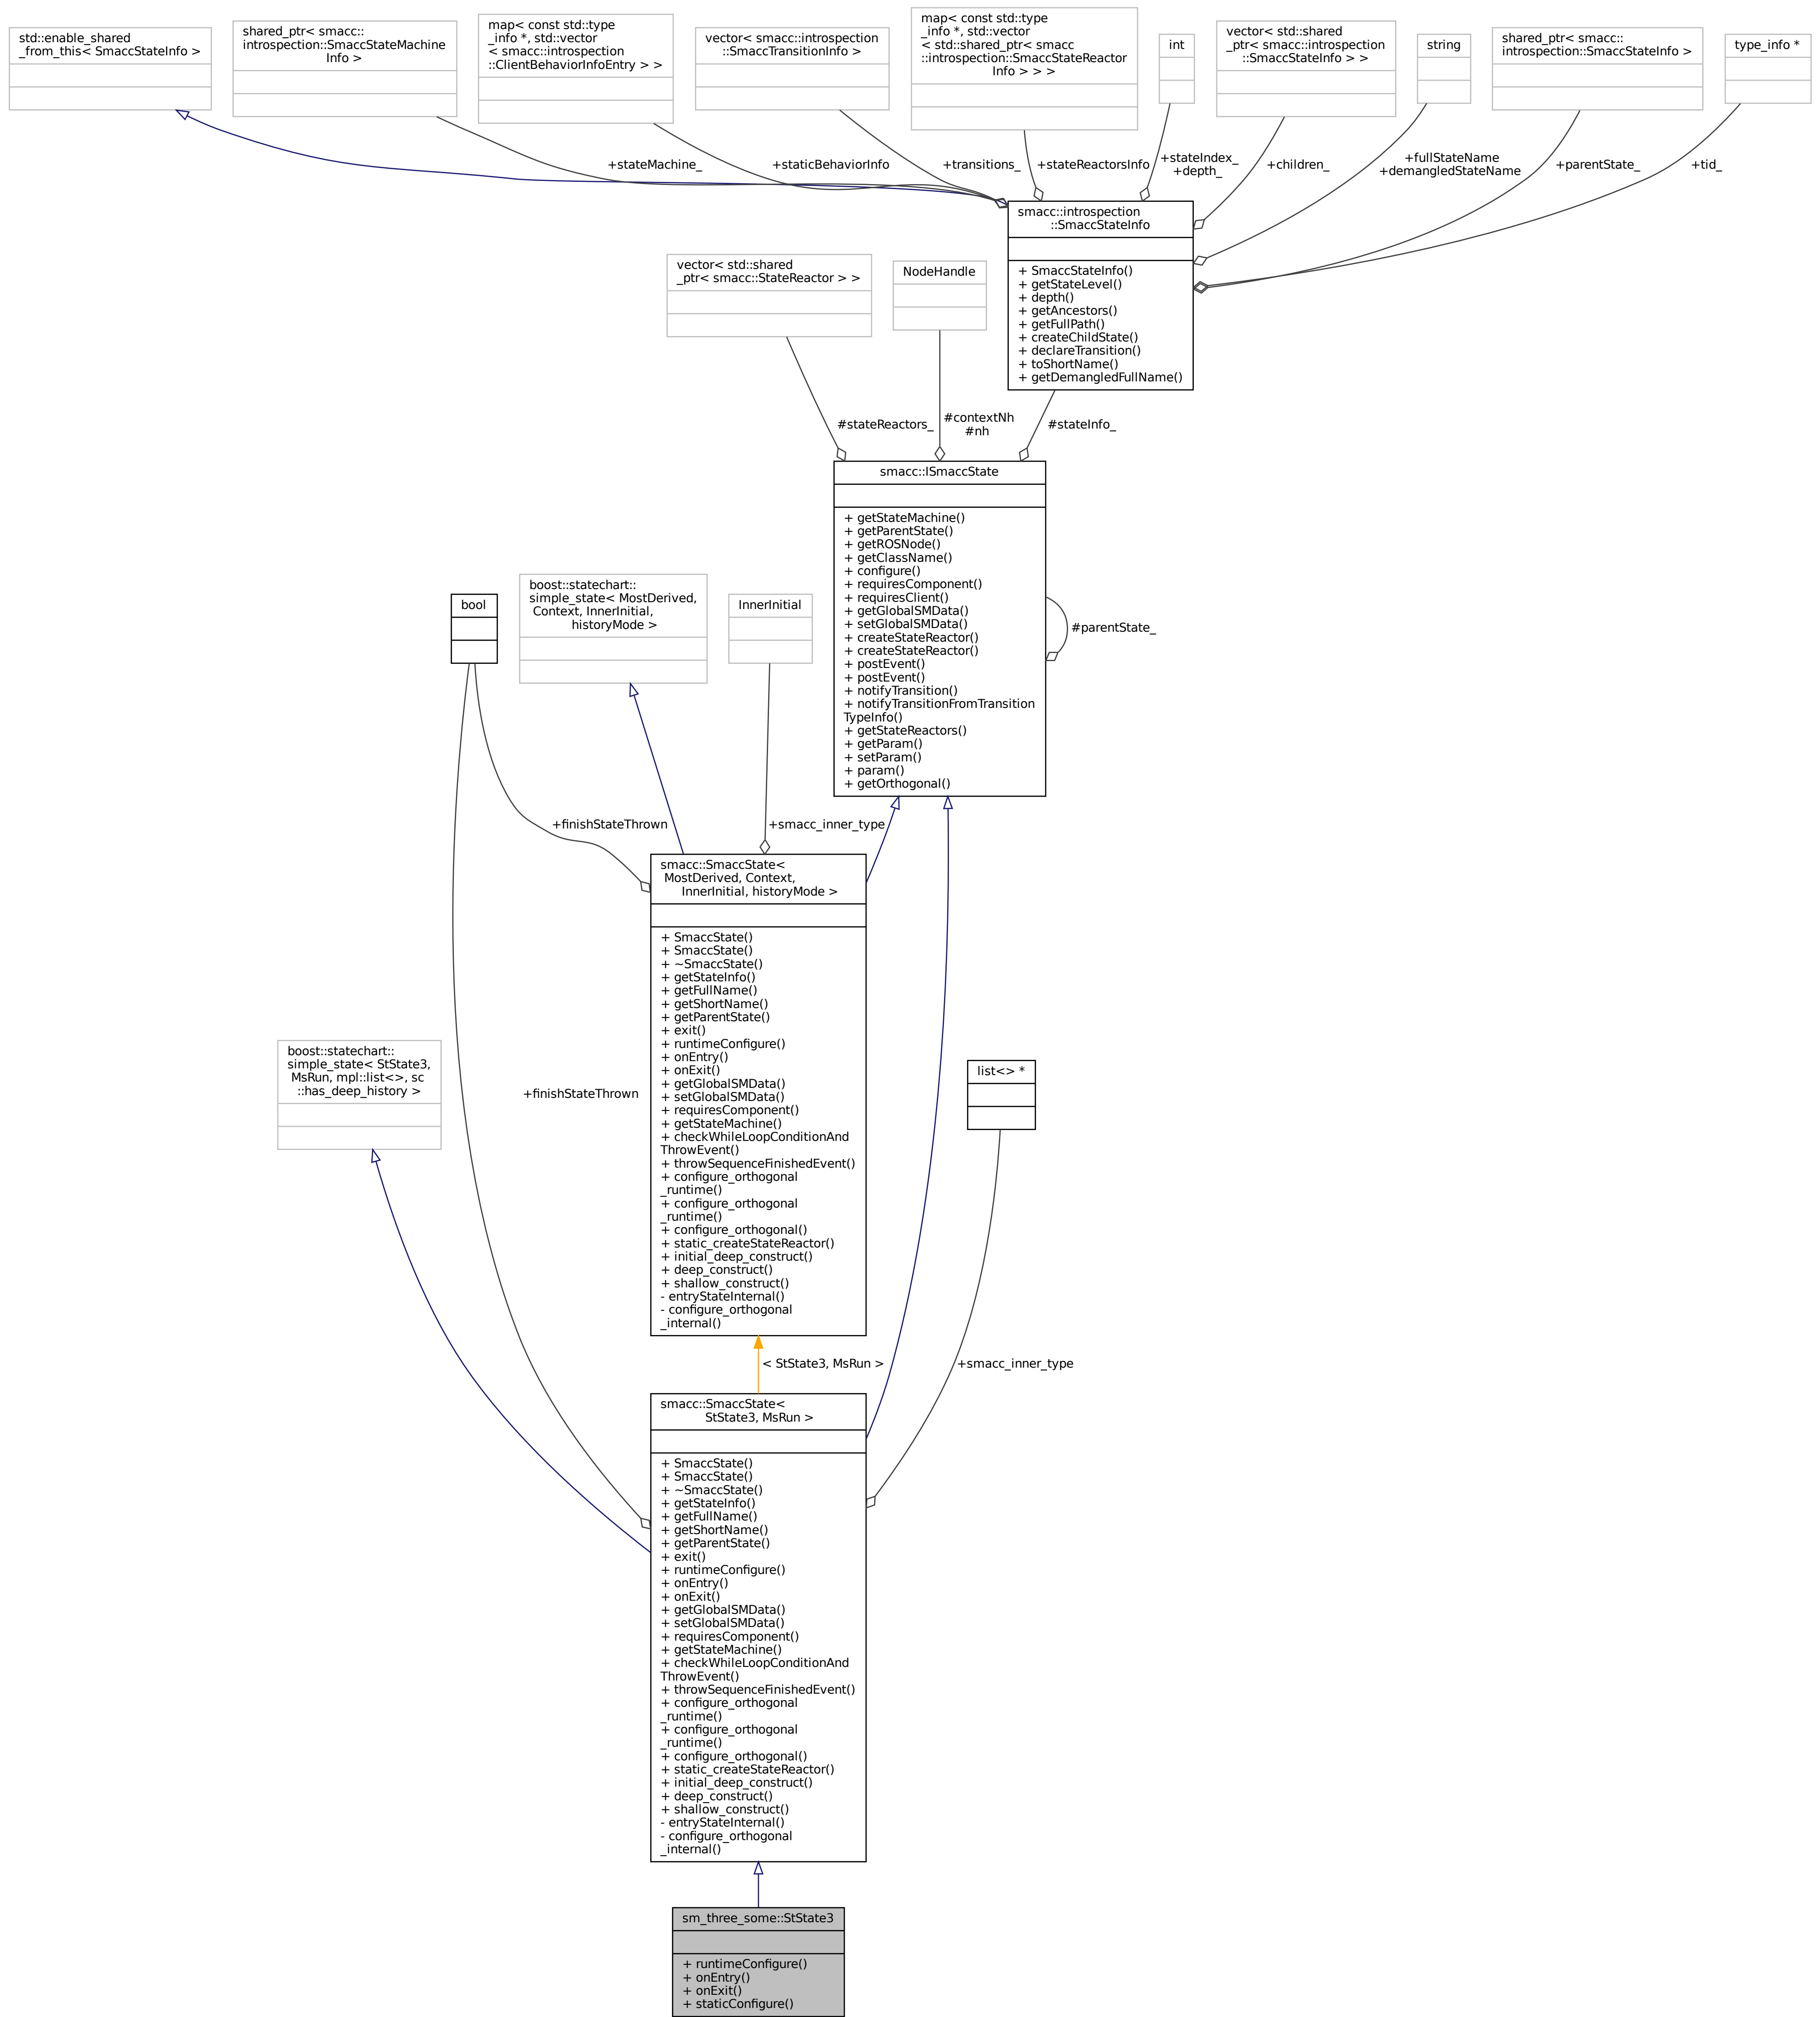 std::enable_shared
_from_this< SmaccStateInfo >
shared_ptr< smacc::
introspection::SmaccStateMachine
Info >
map< const std::type
_info *, std::vector
< smacc::introspection
::ClientBehaviorInfoEntry > >
vector< smacc::introspection
::SmaccTransitionInfo >
map< const std::type
_info *, std::vector
< std::shared_ptr< smacc
::introspection::SmaccStateReactor
Info > > >
int
vector< std::shared
_ptr< smacc::introspection
::SmaccStateInfo > >
string
shared_ptr< smacc::
introspection::SmaccStateInfo >
type_info *
+stateMachine_
+staticBehaviorInfo
+transitions_
+stateReactorsInfo
+stateIndex_
+depth_
+children_
+fullStateName
+demangledStateName
+parentState_
+tid_
smacc::introspection
::SmaccStateInfo
+ SmaccStateInfo()
+ getStateLevel()
+ depth()
+ getAncestors()
+ getFullPath()
+ createChildState()
+ declareTransition()
+ toShortName()
+ getDemangledFullName()
vector< std::shared
_ptr< smacc::StateReactor > >
NodeHandle
#stateReactors_
#contextNh
#nh
#stateInfo_
smacc::ISmaccState
+ getStateMachine()
+ getParentState()
+ getROSNode()
+ getClassName()
+ configure()
+ requiresComponent()
+ requiresClient()
+ getGlobalSMData()
+ setGlobalSMData()
+ createStateReactor()
+ createStateReactor()
+ postEvent()
+ postEvent()
+ notifyTransition()
+ notifyTransitionFromTransition
TypeInfo()
+ getStateReactors()
+ getParam()
+ setParam()
+ param()
+ getOrthogonal()
#parentState_
bool
boost::statechart::
simple_state< MostDerived,
Context, InnerInitial,
historyMode >
InnerInitial
+finishStateThrown
+smacc_inner_type
smacc::SmaccState<
MostDerived, Context,
InnerInitial, historyMode >
+ SmaccState()
+ SmaccState()
+ ~SmaccState()
+ getStateInfo()
+ getFullName()
+ getShortName()
+ getParentState()
+ exit()
+ runtimeConfigure()
+ onEntry()
+ onExit()
+ getGlobalSMData()
+ setGlobalSMData()
+ requiresComponent()
+ getStateMachine()
+ checkWhileLoopConditionAnd
ThrowEvent()
+ throwSequenceFinishedEvent()
+ configure_orthogonal
_runtime()
+ configure_orthogonal
_runtime()
+ configure_orthogonal()
+ static_createStateReactor()
+ initial_deep_construct()
+ deep_construct()
+ shallow_construct()
- entryStateInternal()
- configure_orthogonal
_internal()
boost::statechart::
simple_state< StState3,
MsRun, mpl::list<>, sc
::has_deep_history >
+finishStateThrown
list<> *
< StState3, MsRun >
+smacc_inner_type
smacc::SmaccState<
StState3, MsRun >
+ SmaccState()
+ SmaccState()
+ ~SmaccState()
+ getStateInfo()
+ getFullName()
+ getShortName()
+ getParentState()
+ exit()
+ runtimeConfigure()
+ onEntry()
+ onExit()
+ getGlobalSMData()
+ setGlobalSMData()
+ requiresComponent()
+ getStateMachine()
+ checkWhileLoopConditionAnd
ThrowEvent()
+ throwSequenceFinishedEvent()
+ configure_orthogonal
_runtime()
+ configure_orthogonal
_runtime()
+ configure_orthogonal()
+ static_createStateReactor()
+ initial_deep_construct()
+ deep_construct()
+ shallow_construct()
- entryStateInternal()
- configure_orthogonal
_internal()
sm_three_some::StState3
+ runtimeConfigure()
+ onEntry()
+ onExit()
+ staticConfigure()